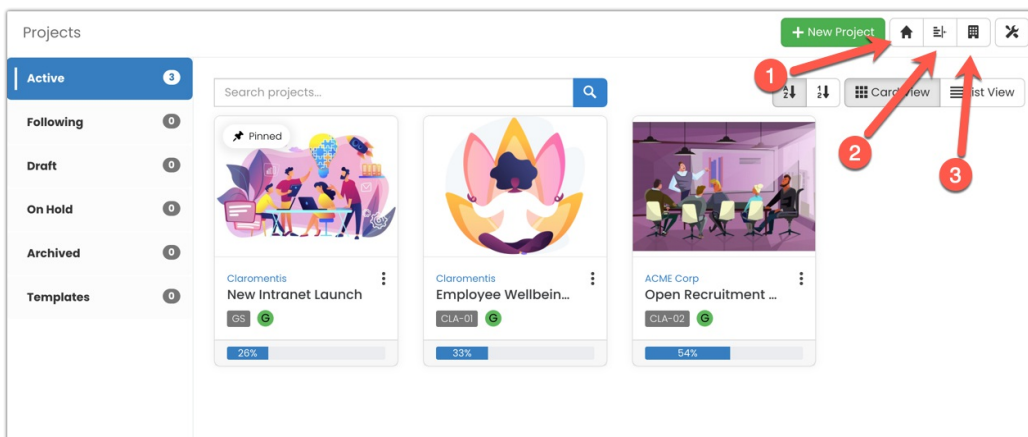 Projects
+ New Project
Active 3
Following 0
Draft 0
On Hold 0
Archived 0
Templates 0
Search projects...
Card View
List View
1
2
3
Pinned
Claromentis
New Intranet Launch
GS G
26%
Claromentis
Employee Wellbein...
CLA-01 G
33%
ACME Corp
Open Recruitment ...
CLA-02 G
54%